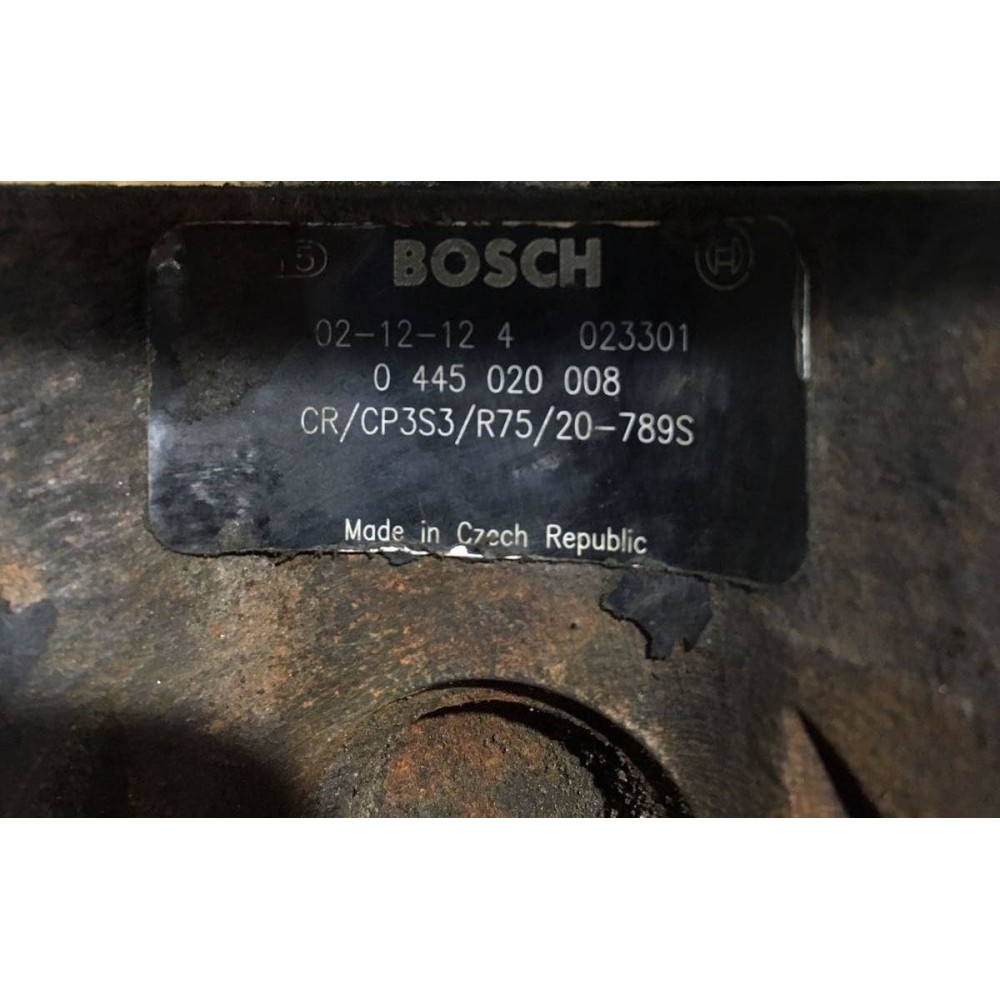 15 BOSCH
02-12-12 4 023301
0 445 020 008
CR/CP3S3/R75/20-789S
Made in Czech Republic